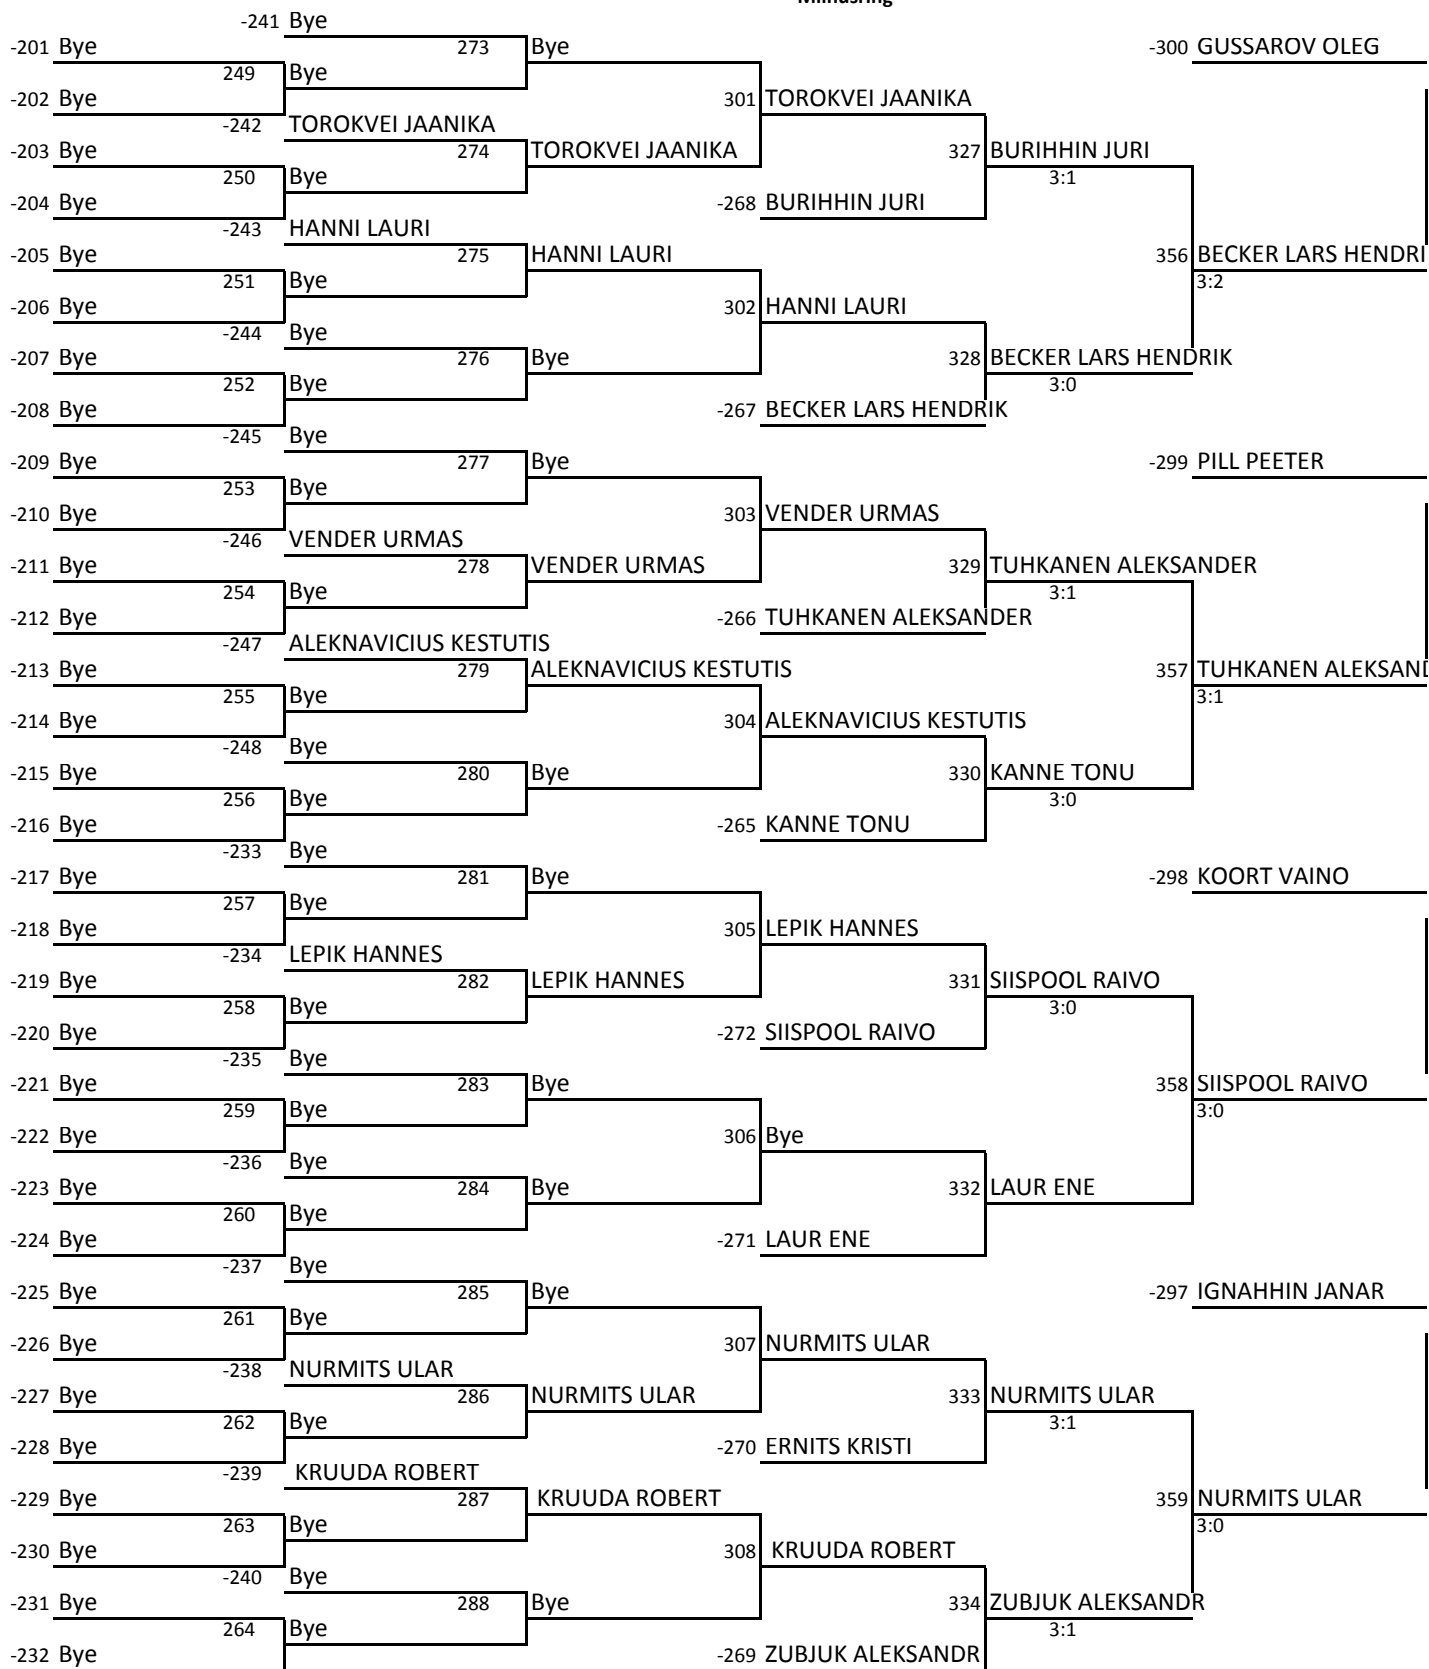 -241 Bye
-201 Bye 273 Bye -300 GUSSAROV OLEG
249 Bye
-202 Bye 301 TOROKVEI JAANIKA
-242 TOROKVEI JAANIKA
-203 Bye 274 TOROKVEI JAANIKA 327 BURIHHIN JURI
250 Bye 3:1
-204 Bye -268 BURIHHIN JURI
-243 HANNI LAURI
-205 Bye 275 HANNI LAURI 356 BECKER LARS HENDRI
251 Bye 3:2
-206 Bye 302 HANNI LAURI
-244 Bye
-207 Bye 276 Bye 328 BECKER LARS HENDRIK
252 Bye 3:0
-208 Bye -267 BECKER LARS HENDRIK
-245 Bye
-209 Bye 277 Bye -299 PILL PEETER
253 Bye
-210 Bye 303 VENDER URMAS
-246 VENDER URMAS
-211 Bye 278 VENDER URMAS 329 TUHKANEN ALEKSANDER
254 Bye 3:1
-212 Bye -266 TUHKANEN ALEKSANDER
-247 ALEKNAVICIUS KESTUTIS
-213 Bye 279 ALEKNAVICIUS KESTUTIS 357 TUHKANEN ALEKSAND
255 Bye 3:1
-214 Bye 304 ALEKNAVICIUS KESTUTIS
-248 Bye
-215 Bye 280 Bye 330 KANNE TONU
256 Bye 3:0
-216 Bye -265 KANNE TONU
-233 Bye
-217 Bye 281 Bye -298 KOORT VAINO
257 Bye
-218 Bye 305 LEPIK HANNES
-234 LEPIK HANNES
-219 Bye 282 LEPIK HANNES 331 SIISPOOL RAIVO
258 Bye 3:0
-220 Bye -272 SIISPOOL RAIVO
-235 Bye
-221 Bye 283 Bye 358 SIISPOOL RAIVO
259 Bye 3:0
-222 Bye 306 Bye
-236 Bye
-223 Bye 284 Bye 332 LAUR ENE
260 Bye
-224 Bye -271 LAUR ENE
-237 Bye
-225 Bye 285 Bye -297 IGNAHHIN JANAR
261 Bye
-226 Bye 307 NURMITS ULAR
-238 NURMITS ULAR
-227 Bye 286 NURMITS ULAR 333 NURMITS ULAR
262 Bye 3:1
-228 Bye -270 ERNITS KRISTI
-239 KRUUDA ROBERT
-229 Bye 287 KRUUDA ROBERT 359 NURMITS ULAR
263 Bye 3:0
-230 Bye 308 KRUUDA ROBERT
-240 Bye
-231 Bye 288 Bye 334 ZUBJUK ALEKSANDR
264 Bye 3:1
-232 Bye -269 ZUBJUK ALEKSANDR